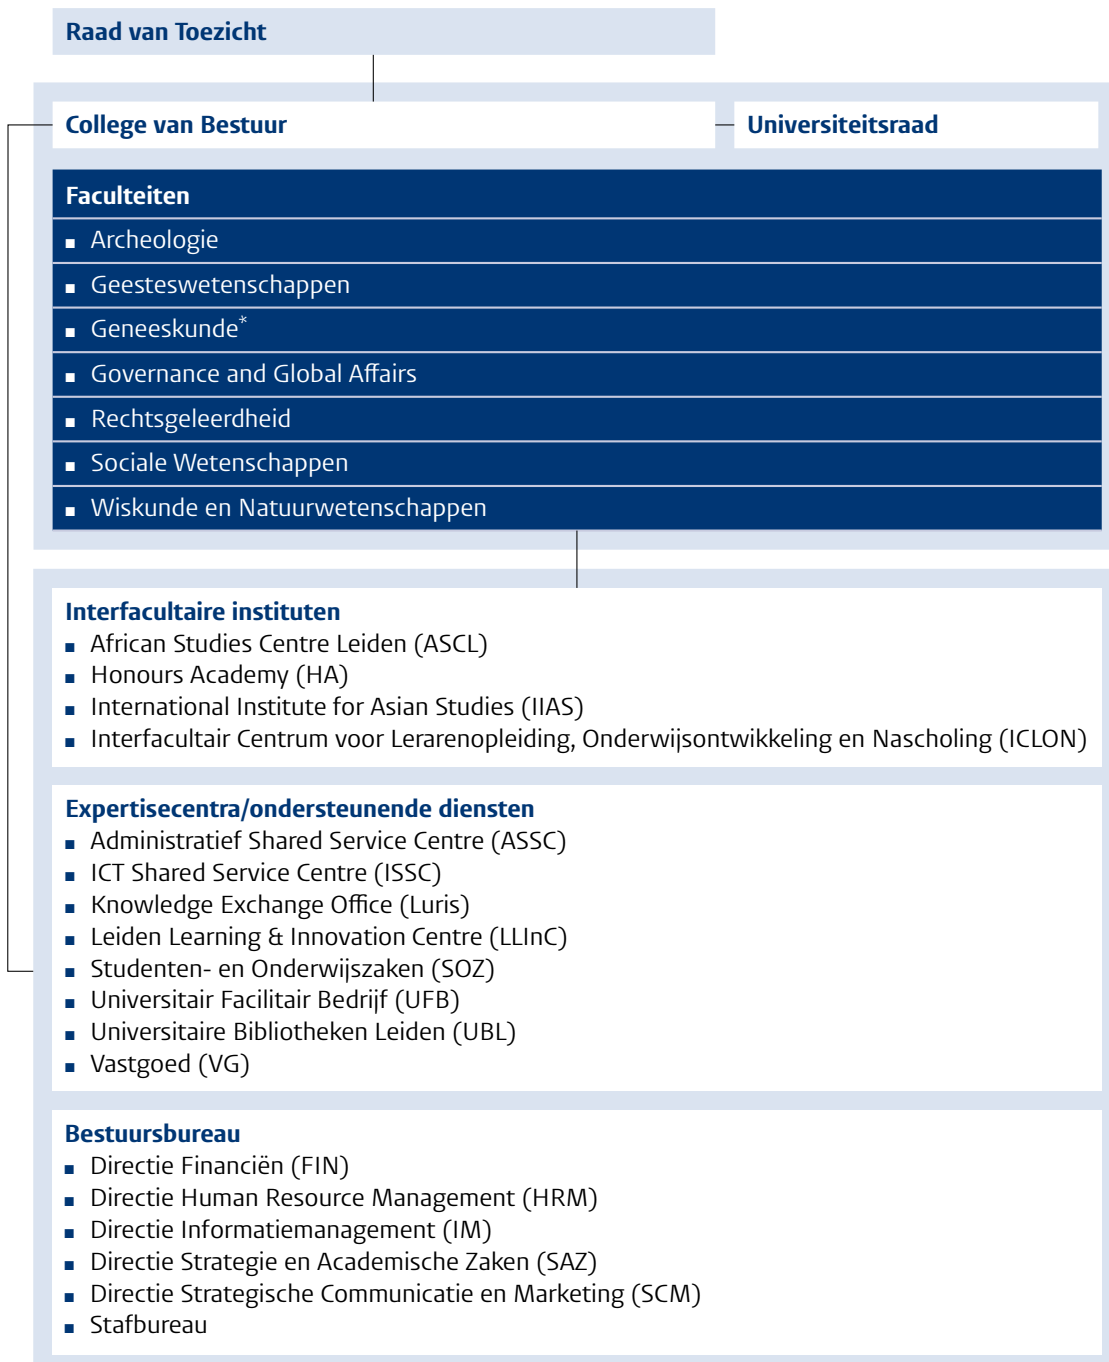 Raad van Toezicht
College van Bestuur
Universiteitsraad
Faculteiten
▪ Archeologie
▪ Geesteswetenschappen
▪ Geneeskunde*
▪ Governance and Global Affairs
▪ Rechtsgeleerdheid
▪ Sociale Wetenschappen
▪ Wiskunde en Natuurwetenschappen
Interfacultaire instituten
▪ African Studies Centre Leiden (ASCL)
▪ Honours Academy (HA)
▪ International Institute for Asian Studies (IIAS)
▪ Interfacultair Centrum voor Lerarenopleiding, Onderwijsontwikkeling en Nascholing (ICLON)
Expertisecentra/ondersteunende diensten
▪ Administratief Shared Service Centre (ASSC)
▪ ICT Shared Service Centre (ISSC)
▪ Knowledge Exchange Office (Luris)
▪ Leiden Learning & Innovation Centre (LLInC)
▪ Studenten- en Onderwijszaken (SOZ)
▪ Universitair Facilitair Bedrijf (UFB)
▪ Universitaire Bibliotheken Leiden (UBL)
▪ Vastgoed (VG)
Bestuursbureau
▪ Directie Financiën (FIN)
▪ Directie Human Resource Management (HRM)
▪ Directie Informatiemanagement (IM)
▪ Directie Strategie en Academische Zaken (SAZ)
▪ Directie Strategische Communicatie en Marketing (SCM)
▪ Stafbureau